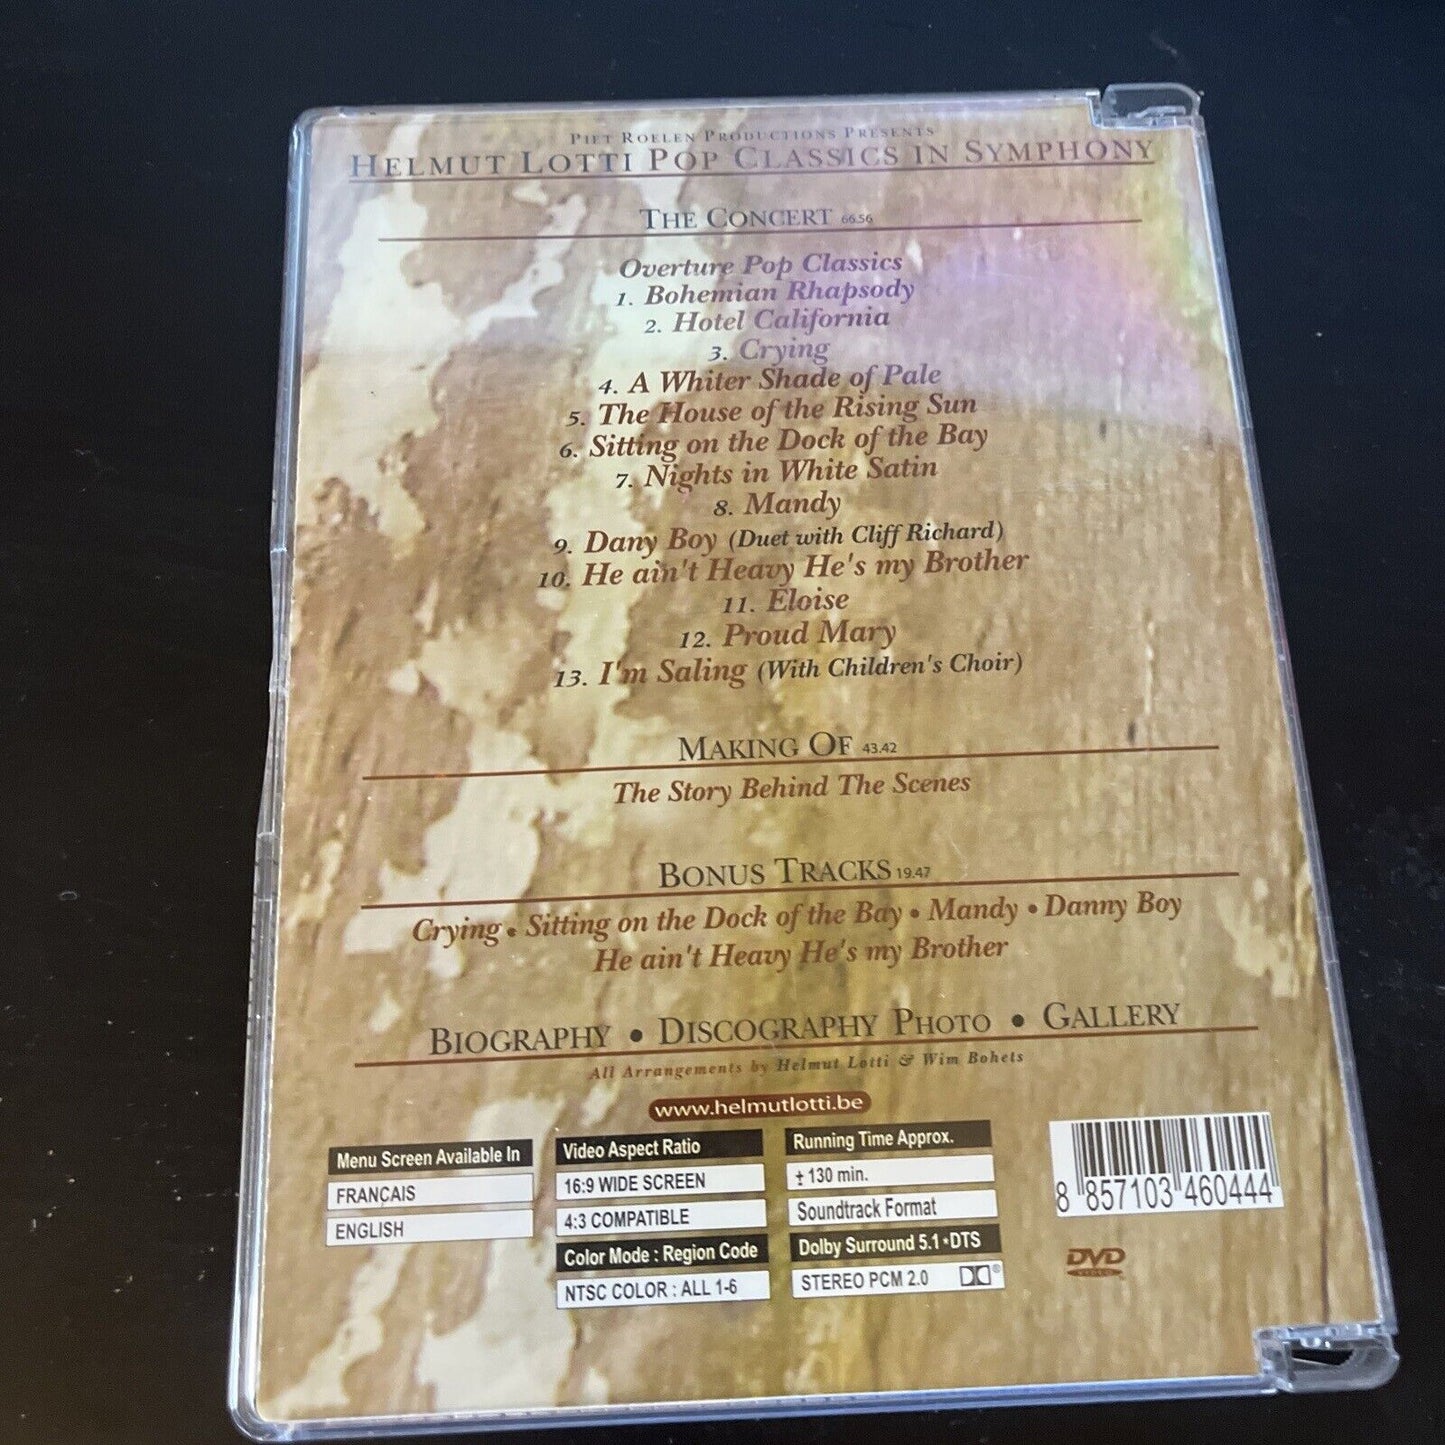 PIET ROELEN PRODUCTIONS PRESENTS
HELMUT LOTTI POP CLASSICS IN SYMPHONY
THE CONCERT 66.56
Overture Pop Classics
1. Bohemian Rhapsody
2. Hotel California
3. Crying
4. A Whiter Shade of Pale
5. The House of the Rising Sun
6. Sitting on the Dock of the Bay
7. Nights in White Satin
8. Mandy
9. Dany Boy (Duet with Cliff Richard)
10. He ain't Heavy He's my Brother
11. Eloise
12. Proud Mary
13. I'm Saling (With Children's Choir)
MAKING OF 43.42
The Story Behind The Scenes
BONUS TRACKS 19.47
Crying • Sitting on the Dock of the Bay • Mandy • Danny Boy
He ain't Heavy He's my Brother
BIOGRAPHY • DISCOGRAPHY PHOTO • GALLERY
All Arrangements by Helmut Lotti & Wim Bohets
www.helmutlotti.be
Menu Screen Available In
FRANÇAIS
ENGLISH
Video Aspect Ratio
16:9 WIDE SCREEN
4:3 COMPATIBLE
Color Mode : Region Code
NTSC COLOR : ALL 1-6
Running Time Approx.
± 130 min.
Soundtrack Format
Dolby Surround 5.1 • DTS
STEREO PCM 2.0
8 857103 460444
DVD
VIDEO